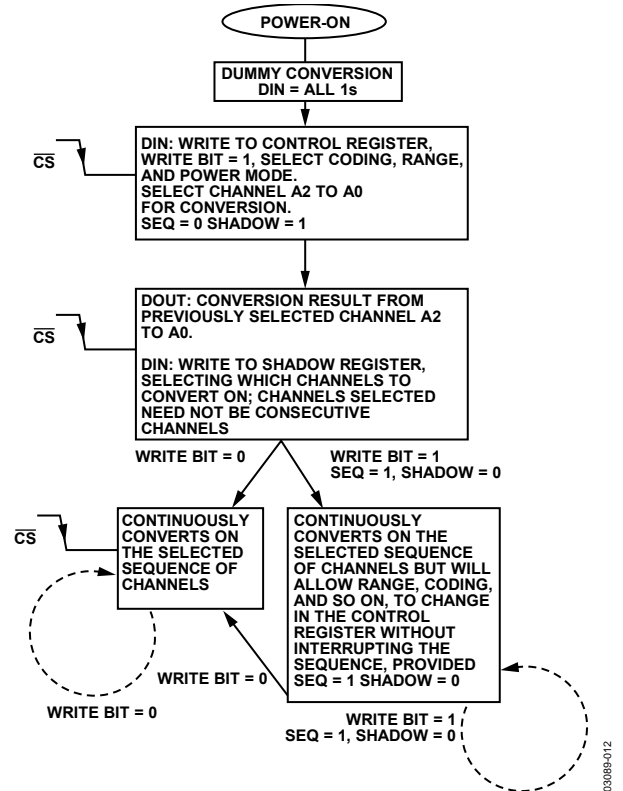 POWER-ON
DUMMY CONVERSION
DIN = ALL 1s
CS
DIN: WRITE TO CONTROL REGISTER,
WRITE BIT = 1, SELECT CODING, RANGE,
AND POWER MODE.
SELECT CHANNEL A2 TO A0
FOR CONVERSION.
SEQ = 0 SHADOW = 1
CS
DOUT: CONVERSION RESULT FROM
PREVIOUSLY SELECTED CHANNEL A2
TO A0.
DIN: WRITE TO SHADOW REGISTER,
SELECTING WHICH CHANNELS TO
CONVERT ON; CHANNELS SELECTED
NEED NOT BE CONSECUTIVE
CHANNELS
WRITE BIT = 0
WRITE BIT = 1
SEQ = 1, SHADOW = 0
CS
CONTINUOUSLY
CONVERTS ON
THE SELECTED
SEQUENCE OF
CHANNELS
CONTINUOUSLY
CONVERTS ON THE
SELECTED SEQUENCE
OF CHANNELS BUT WILL
ALLOW RANGE, CODING,
AND SO ON, TO CHANGE
IN THE CONTROL
REGISTER WITHOUT
INTERRUPTING THE
SEQUENCE, PROVIDED
SEQ = 1 SHADOW = 0
WRITE BIT = 0
WRITE BIT = 0
WRITE BIT = 1
SEQ = 1, SHADOW = 0
03089-012